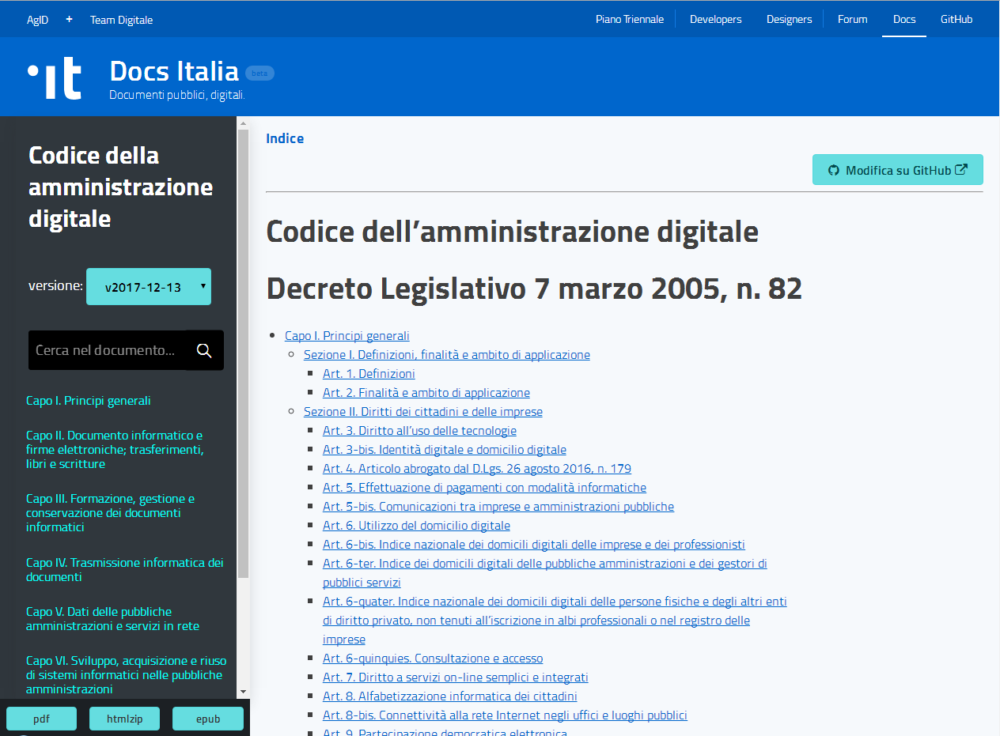 AgID + Team Digitale Piano Triennale Developers Designers Forum Docs GitHub
it
Docs Italia beta
Documenti pubblici, digitali.
Codice della
amministrazione
digitale
versione: v2017-12-13
Cerca nel documento...
Capo I. Principi generali
Capo II. Documento informatico e
firme elettroniche; trasferimenti,
libri e scritture
Capo III. Formazione, gestione e
conservazione dei documenti
informatici
Capo IV. Trasmissione informatica dei
documenti
Capo V. Dati delle pubbliche
amministrazioni e servizi in rete
Capo VI. Sviluppo, acquisizione e riuso
di sistemi informatici nelle pubbliche
amministrazioni
pdf htmlzip epub
Indice
Modifica su GitHub
Codice dell’amministrazione digitale
Decreto Legislativo 7 marzo 2005, n. 82
Capo I. Principi generali
Sezione I. Definizioni, finalità e ambito di applicazione
Art. 1. Definizioni
Art. 2. Finalità e ambito di applicazione
Sezione II. Diritti dei cittadini e delle imprese
Art. 3. Diritto all’uso delle tecnologie
Art. 3-bis. Identità digitale e domicilio digitale
Art. 4. Articolo abrogato dal D.Lgs. 26 agosto 2016, n. 179
Art. 5. Effettuazione di pagamenti con modalità informatiche
Art. 5-bis. Comunicazioni tra imprese e amministrazioni pubbliche
Art. 6. Utilizzo del domicilio digitale
Art. 6-bis. Indice nazionale dei domicili digitali delle imprese e dei professionisti
Art. 6-ter. Indice dei domicili digitali delle pubbliche amministrazioni e dei gestori di
pubblici servizi
Art. 6-quater. Indice nazionale dei domicili digitali delle persone fisiche e degli altri enti
di diritto privato, non tenuti all’iscrizione in albi professionali o nel registro delle
imprese
Art. 6-quinquies. Consultazione e accesso
Art. 7. Diritto a servizi on-line semplici e integrati
Art. 8. Alfabetizzazione informatica dei cittadini
Art. 8-bis. Connettività alla rete Internet negli uffici e luoghi pubblici
Art. 9. Partecipazione democratica elettronica